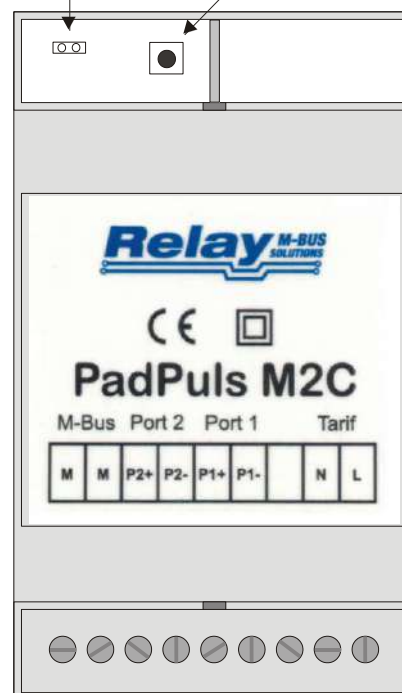 Relay M-BUS
SOLUTIONS
CE
PadPuls M2C
M-Bus Port 2 Port 1 Tarif
M M P2+ P2- P1+ P1- N L